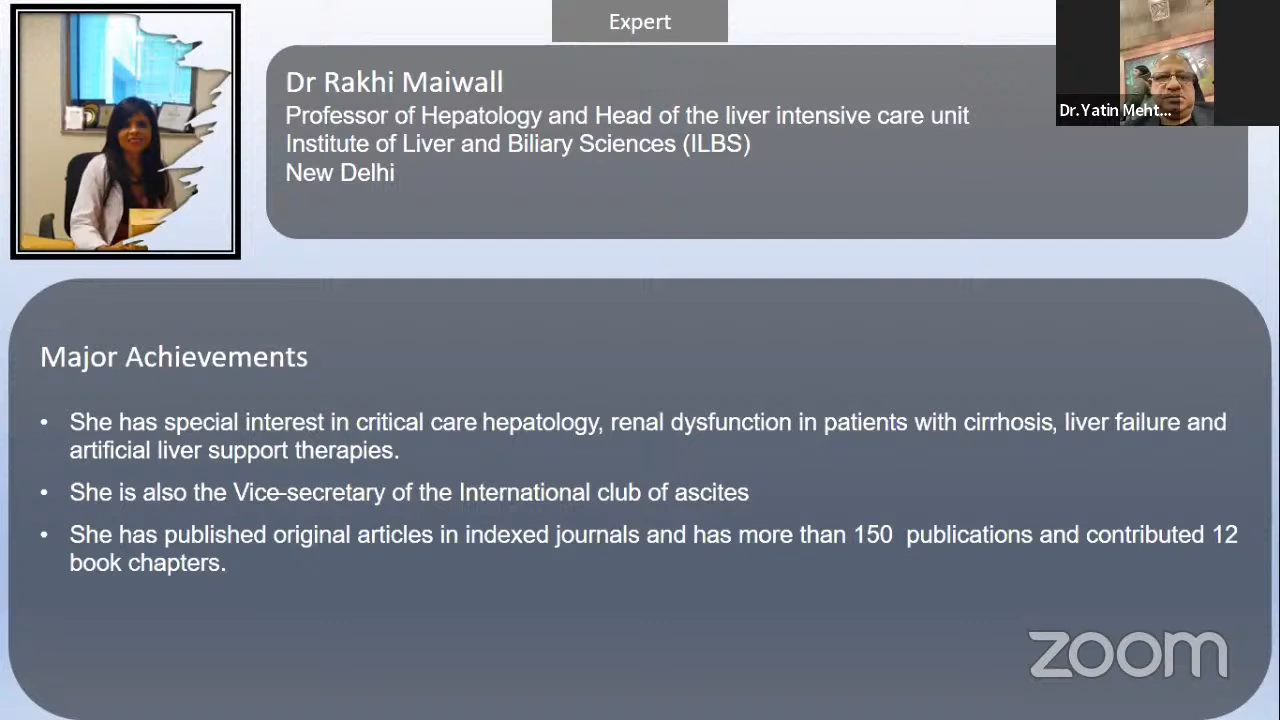 Expert
Dr Rakhi Maiwall
Professor of Hepatology and Head of the liver intensive care unit
Institute of Liver and Biliary Sciences (ILBS)
New Delhi
Dr.Yatin Meht...
Major Achievements
• She has special interest in critical care hepatology, renal dysfunction in patients with cirrhosis, liver failure and
artificial liver support therapies.
• She is also the Vice-secretary of the International club of ascites
• She has published original articles in indexed journals and has more than 150 publications and contributed 12
book chapters.
zoom